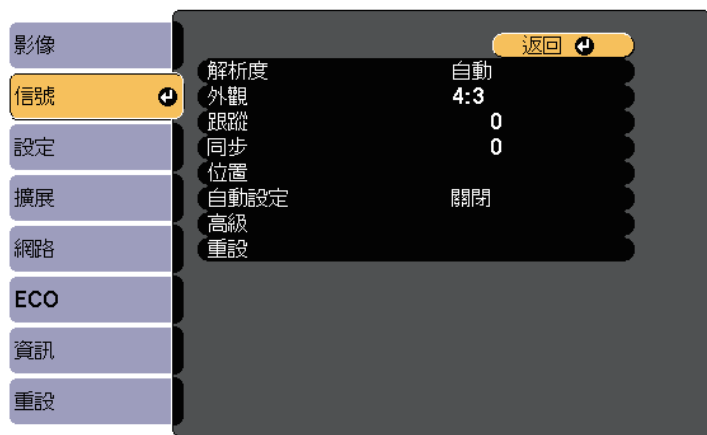 影像
信號
設定
擴展
網路
ECO
資訊
重設
返回
解析度 自動
外觀 4:3
跟蹤 0
同步 0
位置
自動設定 關閉
高級
重設